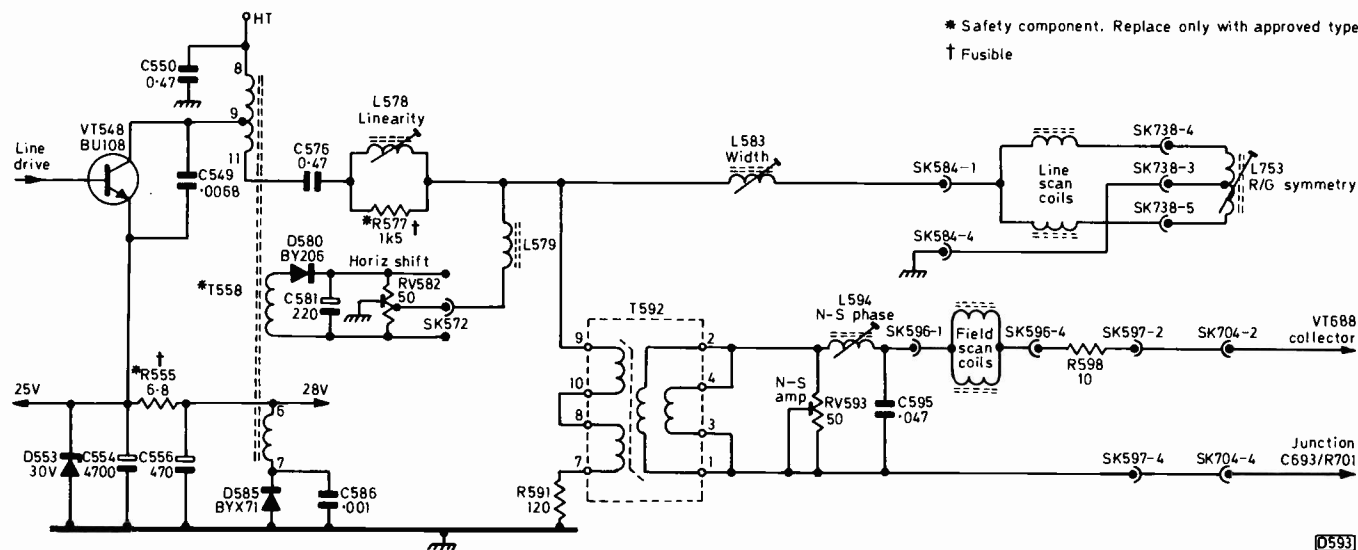 HT
* Safety component. Replace only with approved type
† Fusible
C550
0·47
8
9
11
VT548
BU108
Line
drive
C549
·0068
C576
0·47
L578
Linearity
*R577 †
1k5
L579
L583
Width
SK584-1
SK584-4
Line
scan
coils
SK738-4
SK738-3
SK738-5
L753
R/G symmetry
*T558
D580
BY206
C581
220
Horiz shift
RV582
50
SK572
T592
9
10
8
7
2
4
3
1
R591
120
L594
N-S phase
N-S
amp
RV593
50
C595
·047
SK596-1
Field
scan
coils
SK596-4
R598
10
SK597-2
SK704-2
VT688
collector
SK597-4
SK704-4
Junction
C693/R701
25V
†
*R555
6·8
28V
6
7
D553
30V
C554
4700
C556
470
D585
BYX71
C586
·001
D593